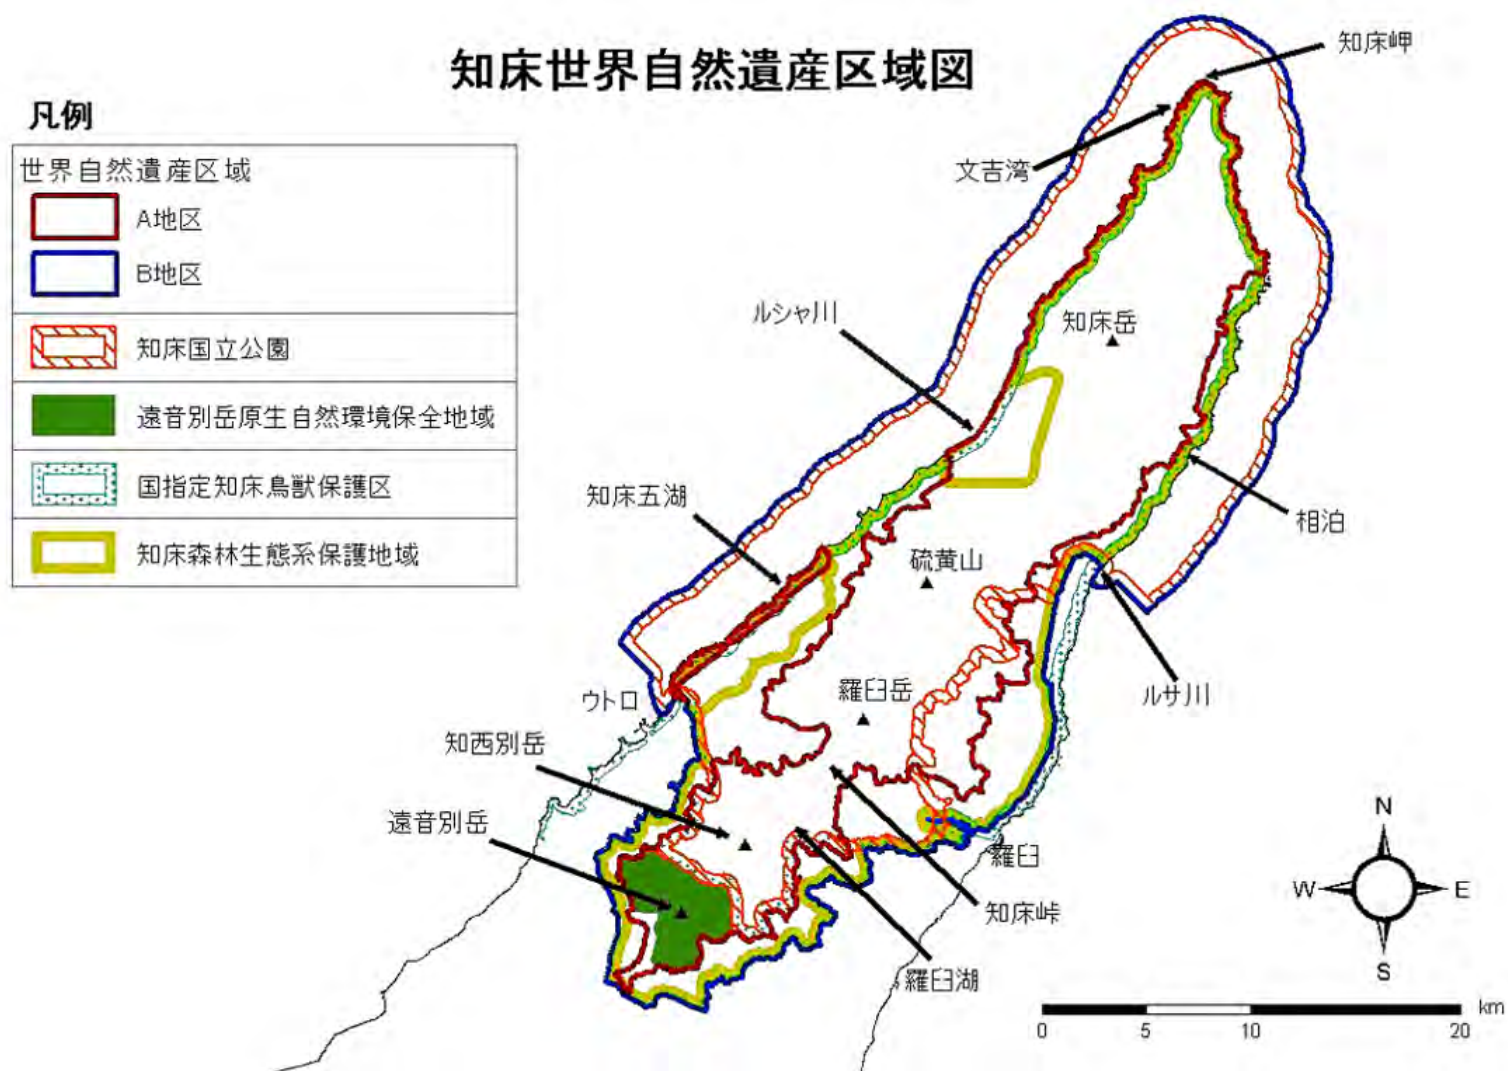 知床世界自然遺産区域図
凡例
世界自然遺産区域
A地区
B地区
知床国立公園
遠音別岳原生自然環境保全地域
国指定知床鳥獣保護区
知床森林生態系保護地域
知床岬
文吉湾
ルシャ川
知床岳
知床五湖
相泊
硫黄山
ルサ川
羅臼岳
ウトロ
知西別岳
遠音別岳
羅臼
知床峠
羅臼湖
N
W
E
S
km
0
5
10
20